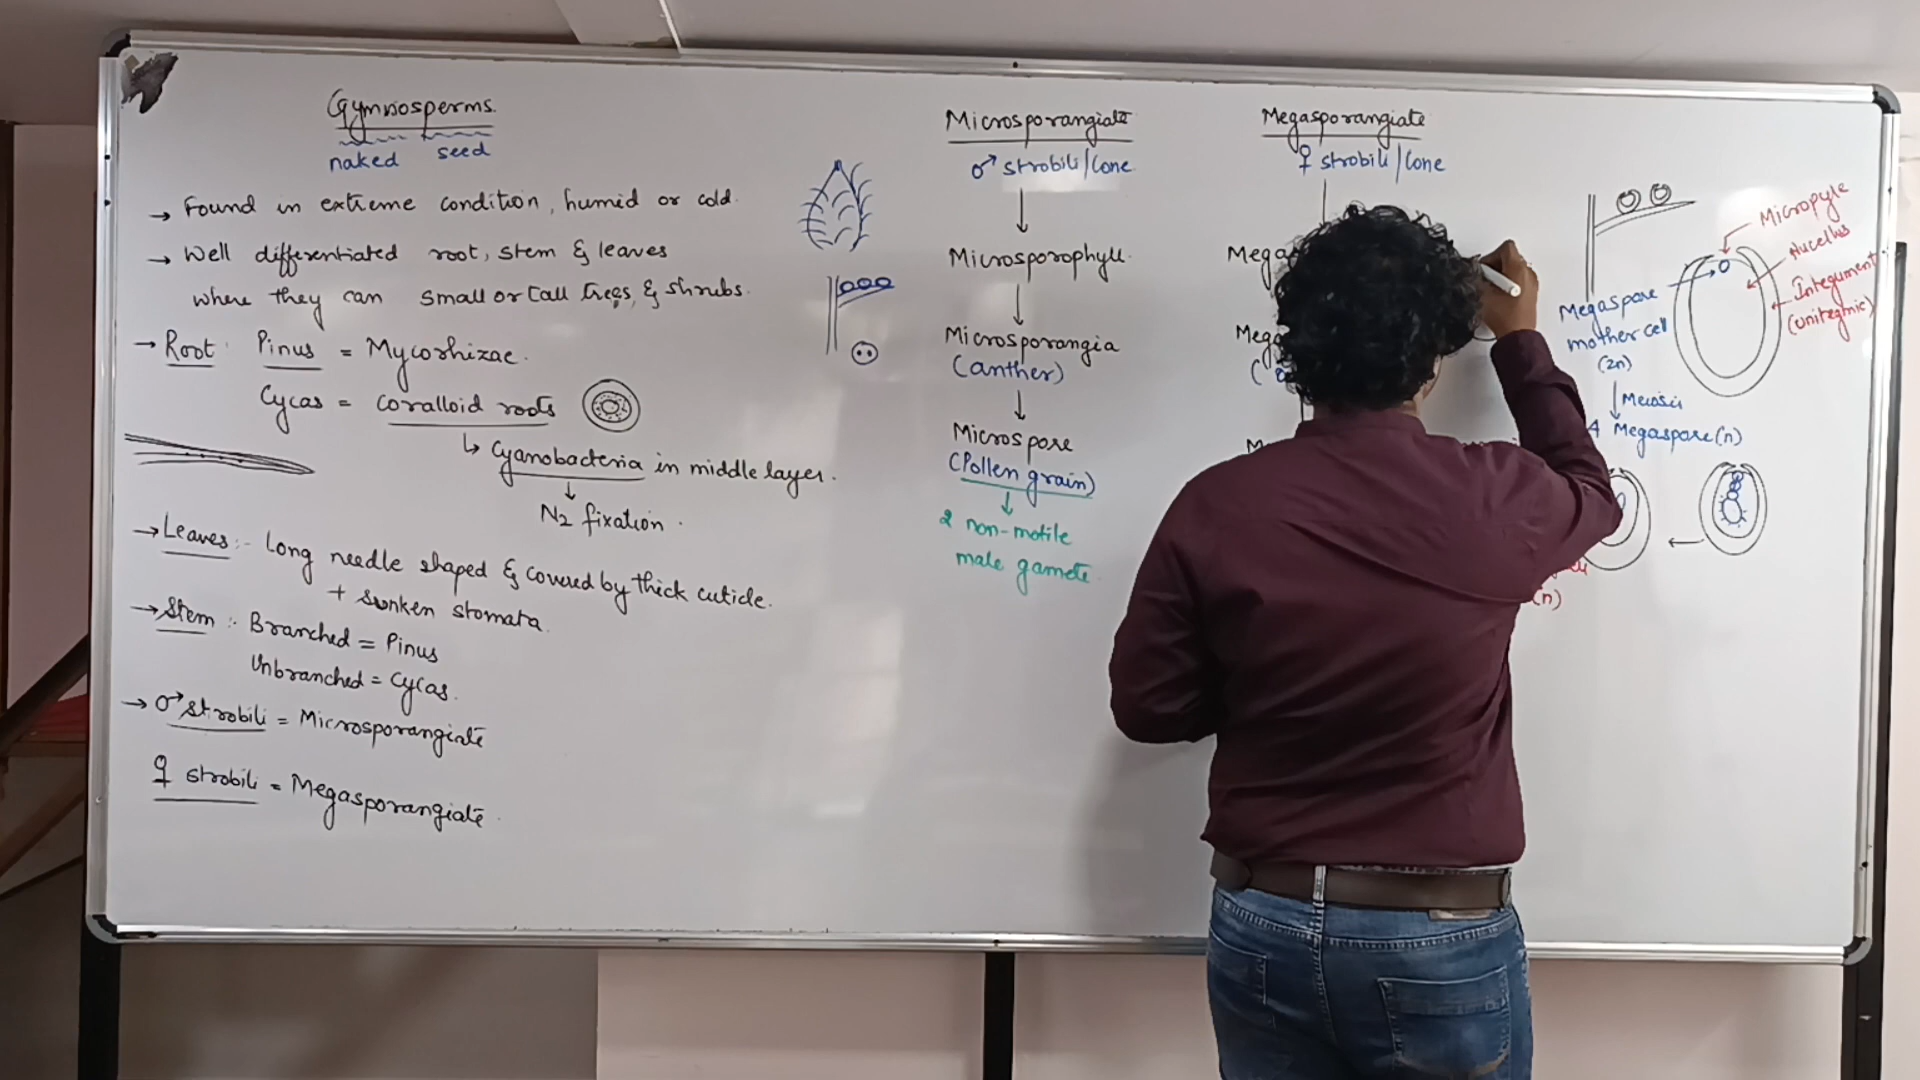 Gymnosperms
naked seed
→ Found in extreme condition, humid or cold.
→ Well differentiated root, stem & leaves
where they can small or tall trees, & shrubs.
→ Root: Pinus = Mycorhizae.
Cycas = Coralloid roots
↳ Cyanobacteria in middle layer.
↓
N2 fixation.
→ Leaves:- Long needle shaped & covered by thick cuticle.
+ sunken stomata.
→ Stem:- Branched = Pinus
Unbranched = Cycas.
→ ♂ strobili = Microsporangiate
♀ strobili = Megasporangiate
Microsporangiate
♂ strobili/Cone
↓
Microsporophyll
↓
Microsporangia
(anther)
↓
Microspore
(Pollen grain)
↓
2 non-motile
male gamete
Megasporangiate
♀ strobili/Cone
Micropyle
Nucellus
Integument
(unitegmic)
Megaspore
mother cell
(2n)
↓ Meiosis
4 Megaspore (n)
(n)